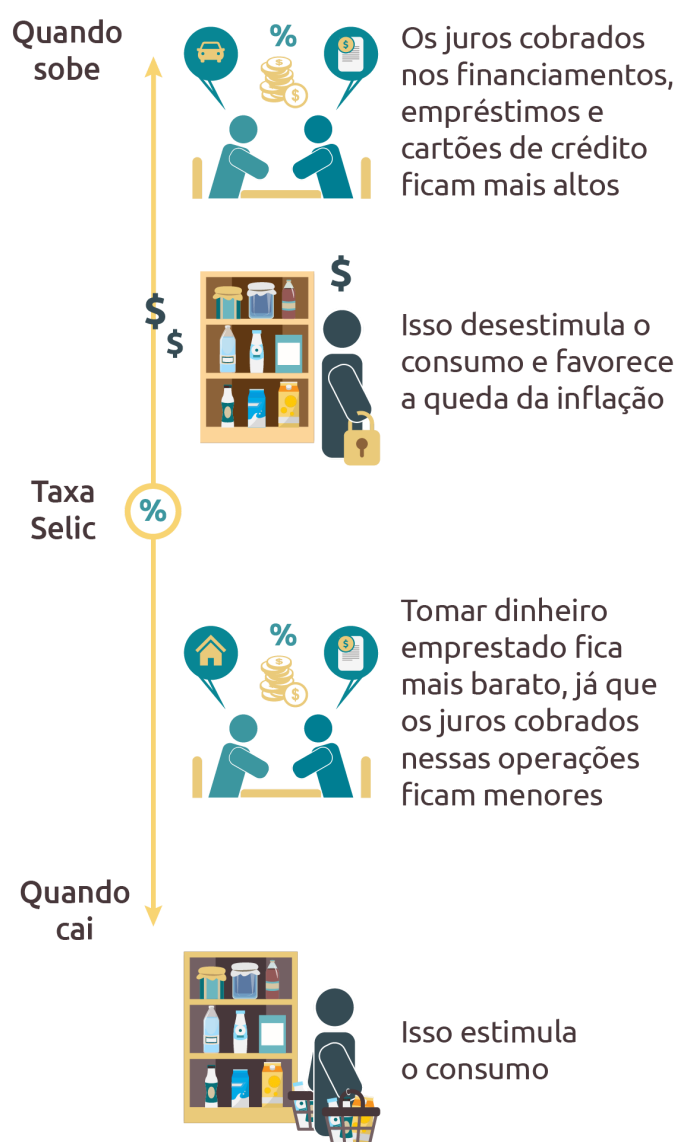 Quando
sobe
%
$
$
Os juros cobrados
nos financiamentos,
empréstimos e
cartões de crédito
ficam mais altos
$
$
$
Isso desestimula o
consumo e favorece
a queda da inflação
Taxa
Selic
%
%
$
$
$
Tomar dinheiro
emprestado fica
mais barato, já que
os juros cobrados
nessas operações
ficam menores
Quando
cai
Isso estimula
o consumo